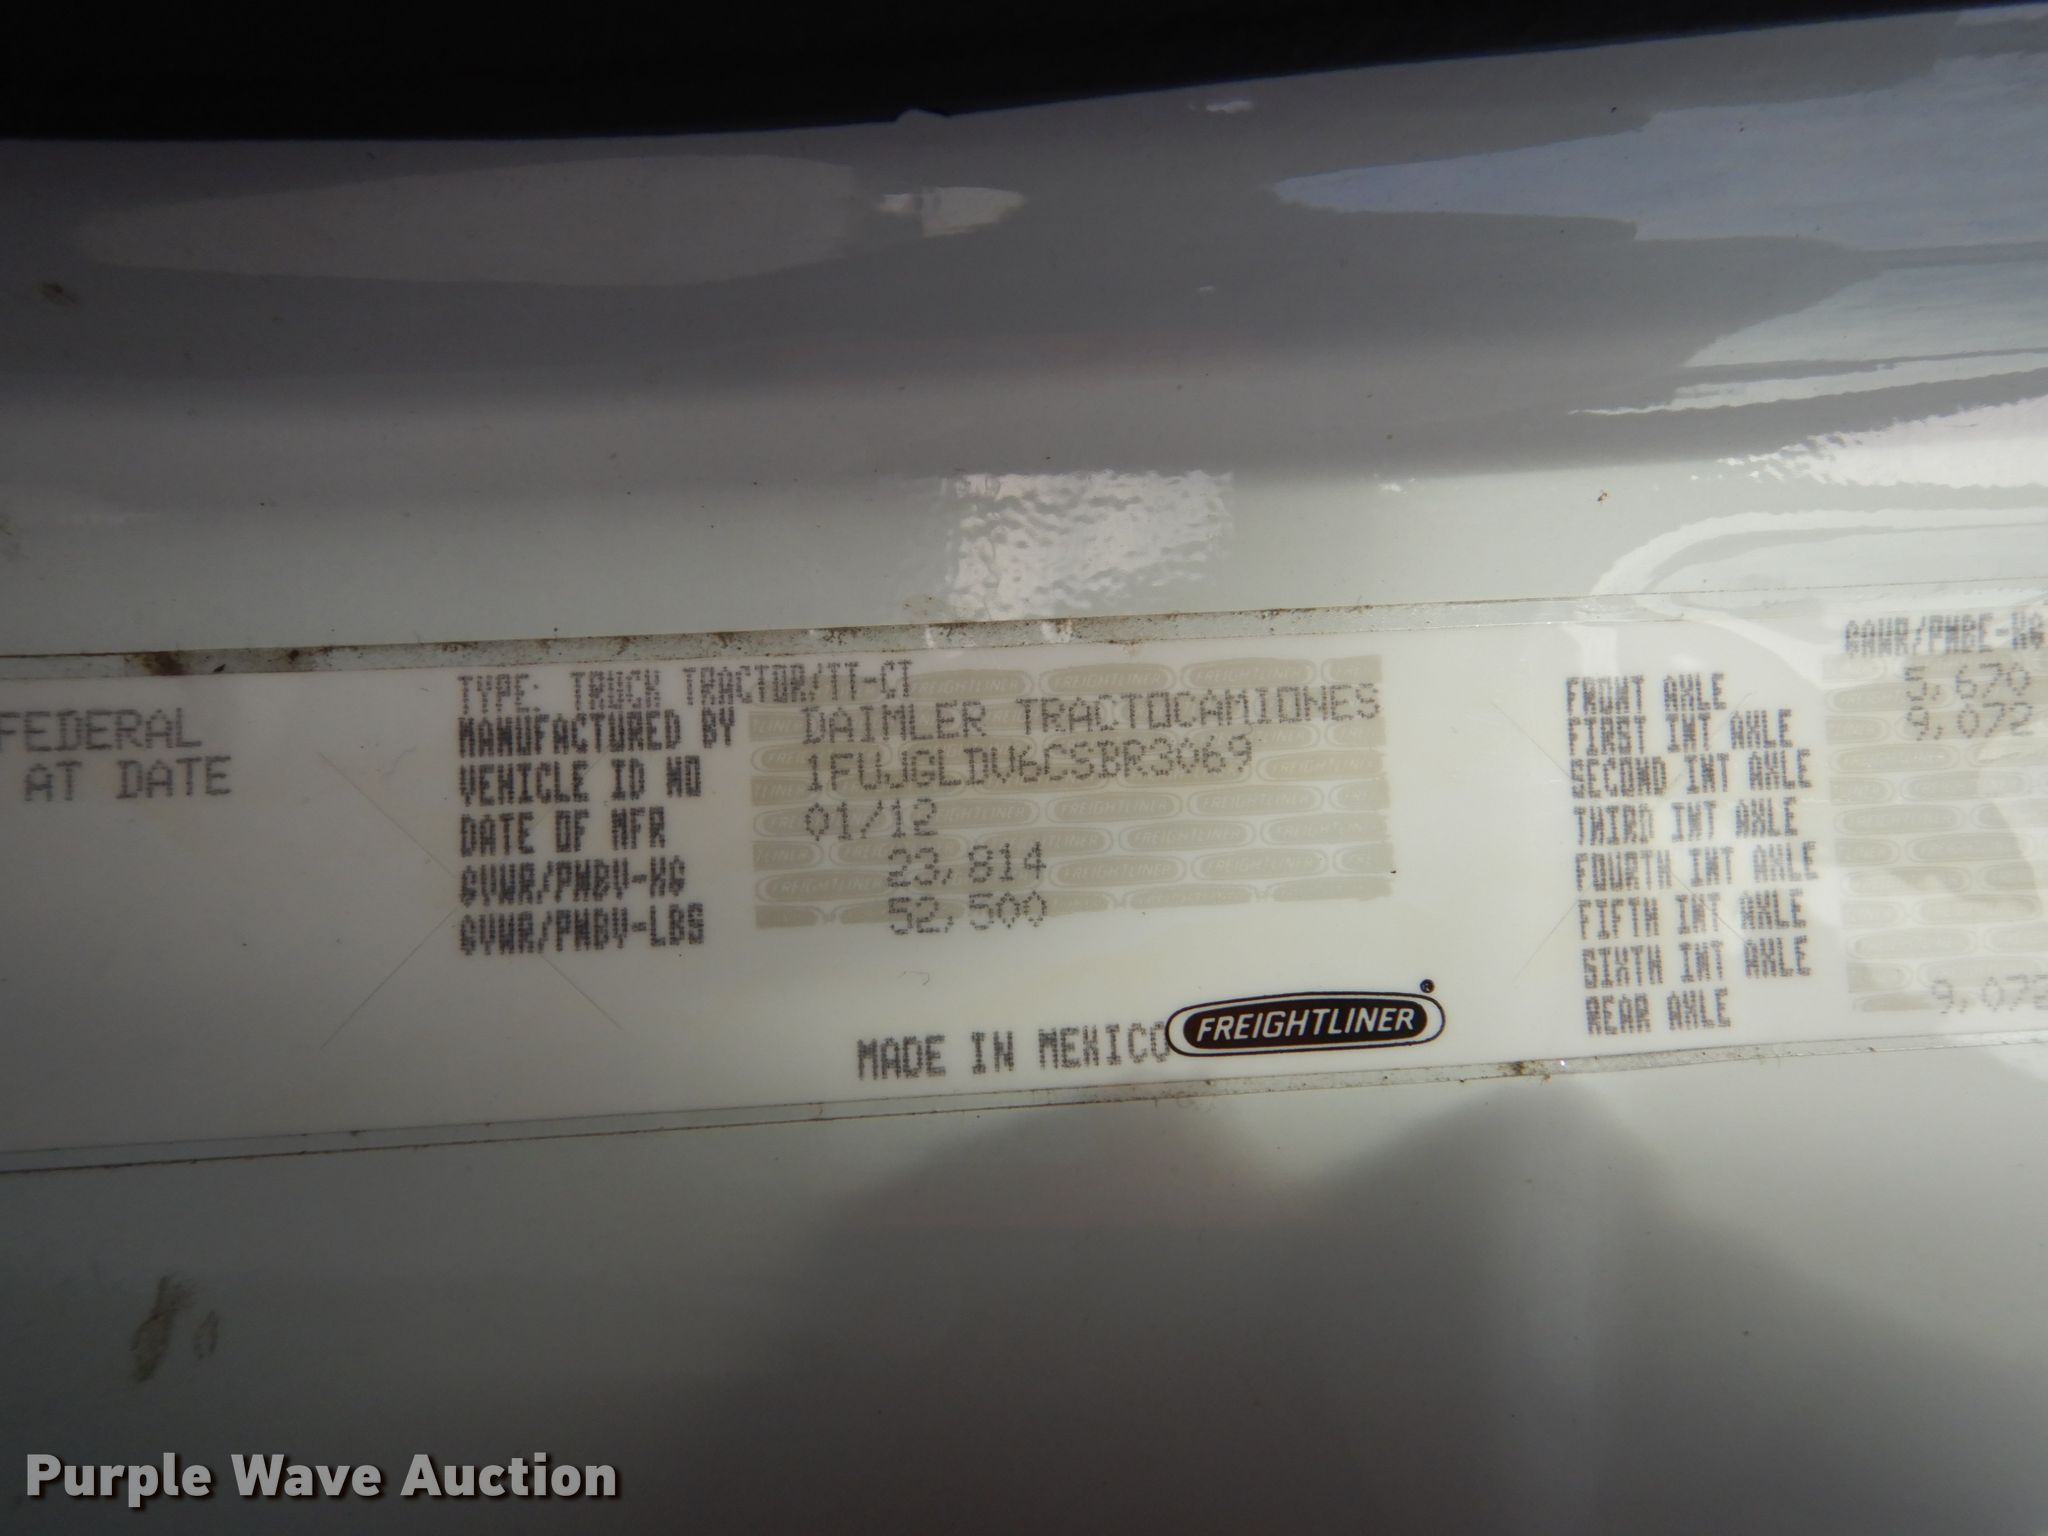 FEDERAL
AT DATE
TYPE: TRUCK TRACTOR/TT-CT
MANUFACTURED BY DAIMLER TRACTOCAMIONES
VEHICLE ID NO 1FUJGLDV6CSBR3069
DATE OF MFR 01/12
GVWR/PNBV-KG 23,814
GVWR/PNBV-LBS 52,500
MADE IN MEXICO
FREIGHTLINER®
GAWR/PMBE-KG
FRONT AXLE 5,670
FIRST INT AXLE 9,072
SECOND INT AXLE
THIRD INT AXLE
FOURTH INT AXLE
FIFTH INT AXLE
SIXTH INT AXLE
REAR AXLE 9,072
Purple Wave Auction